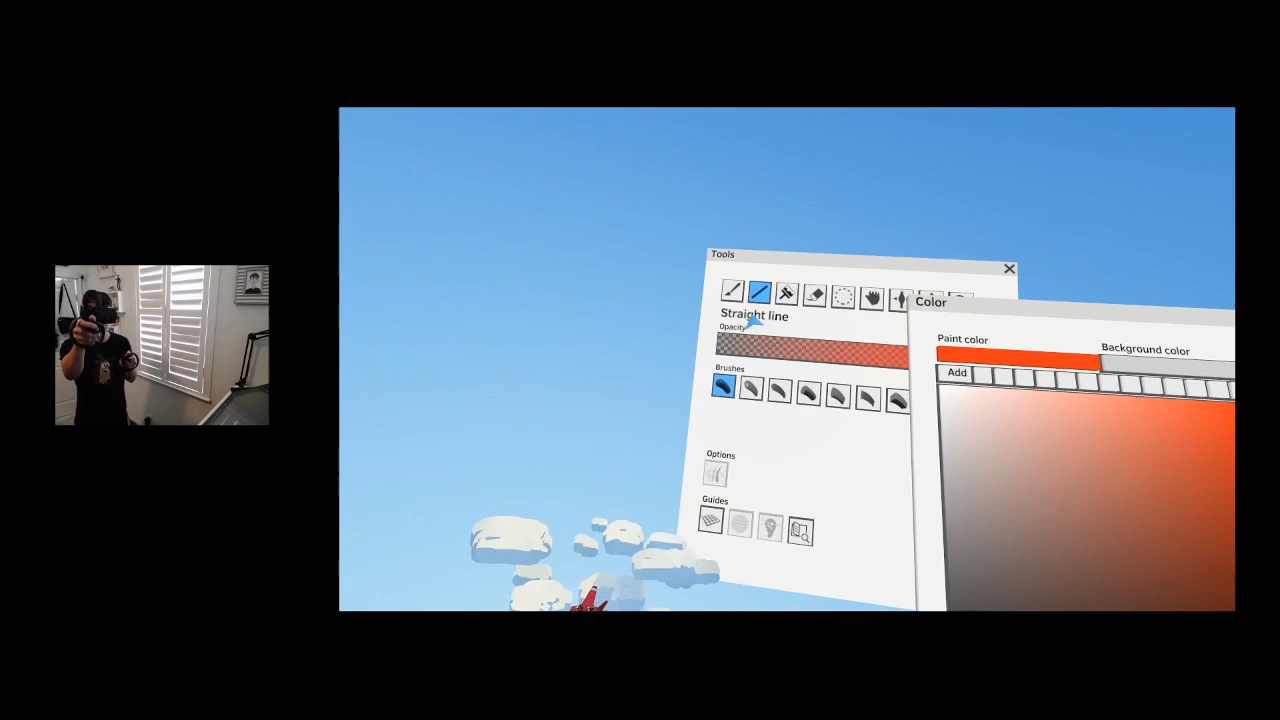 Tools
Straight line
Opacity
Brushes
Options
Guides
Color
Paint color
Background color
Add